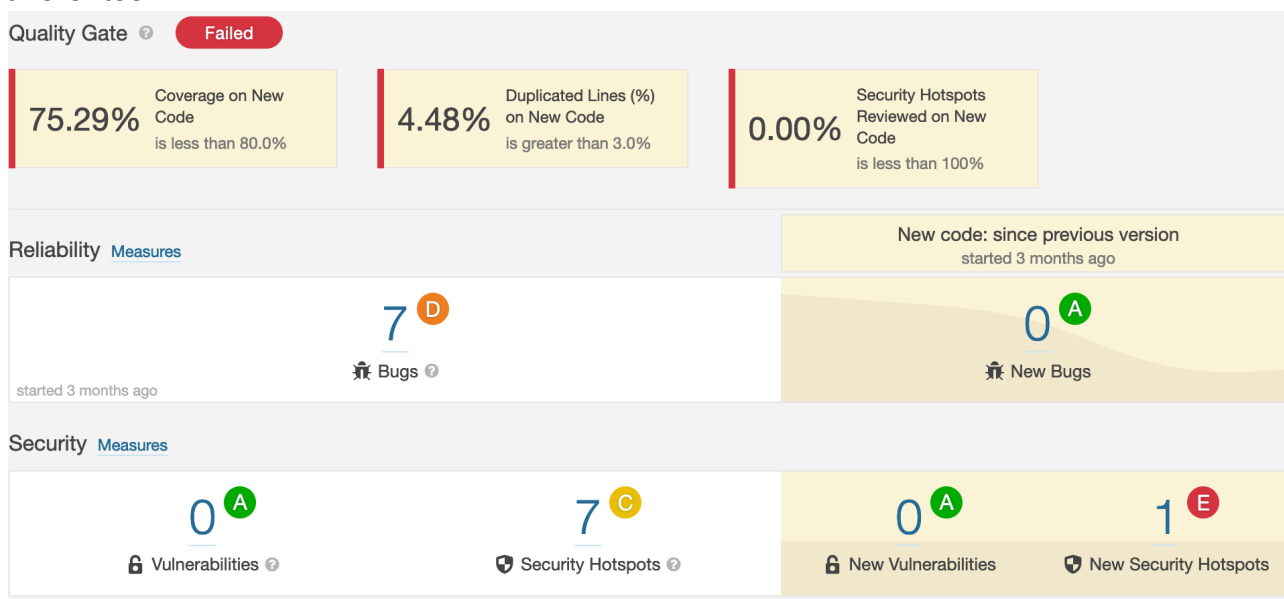 Quality Gate ? Failed
75.29% Coverage on New
Code
is less than 80.0%
4.48% Duplicated Lines (%)
on New Code
is greater than 3.0%
0.00% Security Hotspots
Reviewed on New
Code
is less than 100%
Reliability Measures
New code: since previous version
started 3 months ago
7 D
Bugs ?
started 3 months ago
0 A
New Bugs
Security Measures
0 A
Vulnerabilities ?
7 C
Security Hotspots ?
0 A
New Vulnerabilities
1 E
New Security Hotspots